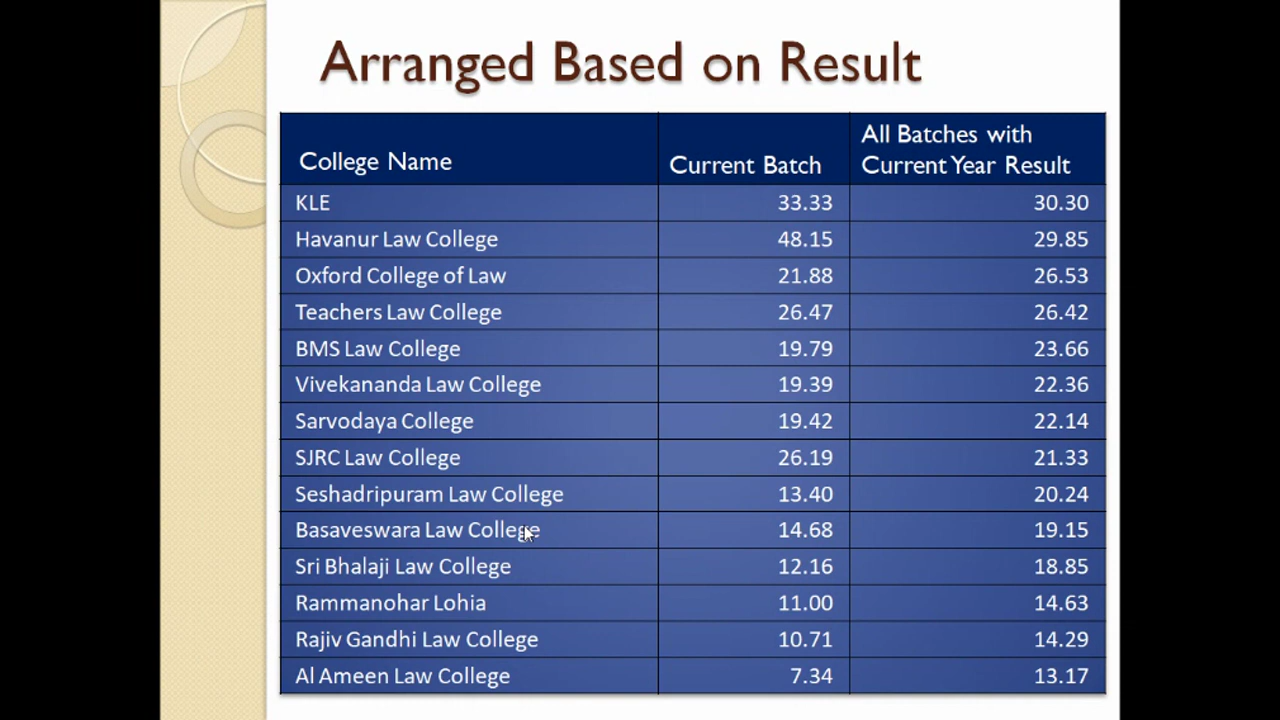 Arranged Based on Result
College Name Current Batch All Batches with
Current Year Result
KLE 33.33 30.30
Havanur Law College 48.15 29.85
Oxford College of Law 21.88 26.53
Teachers Law College 26.47 26.42
BMS Law College 19.79 23.66
Vivekananda Law College 19.39 22.36
Sarvodaya College 19.42 22.14
SJRC Law College 26.19 21.33
Seshadripuram Law College 13.40 20.24
Basaveswara Law College 14.68 19.15
Sri Bhalaji Law College 12.16 18.85
Rammanohar Lohia 11.00 14.63
Rajiv Gandhi Law College 10.71 14.29
Al Ameen Law College 7.34 13.17